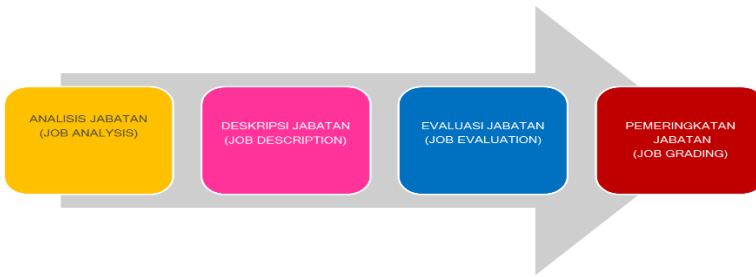 ANALISIS JABATAN
(JOB ANALYSIS)
DESKRIPSI JABATAN
(JOB DESCRIPTION)
EVALUASI JABATAN
(JOB EVALUATION)
PEMERINGKATAN
JABATAN
(JOB GRADING)